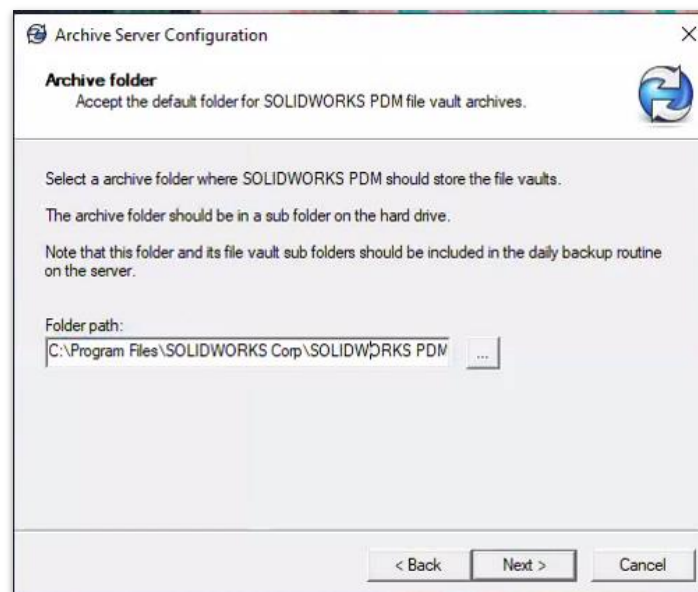 Archive Server Configuration
Archive folder
Accept the default folder for SOLIDWORKS PDM file vault archives.
Select a archive folder where SOLIDWORKS PDM should store the file vaults.
The archive folder should be in a sub folder on the hard drive.
Note that this folder and its file vault sub folders should be included in the daily backup routine
on the server.
Folder path:
C:\Program Files\SOLIDWORKS Corp\SOLIDWORKS PDM
...
< Back
Next >
Cancel